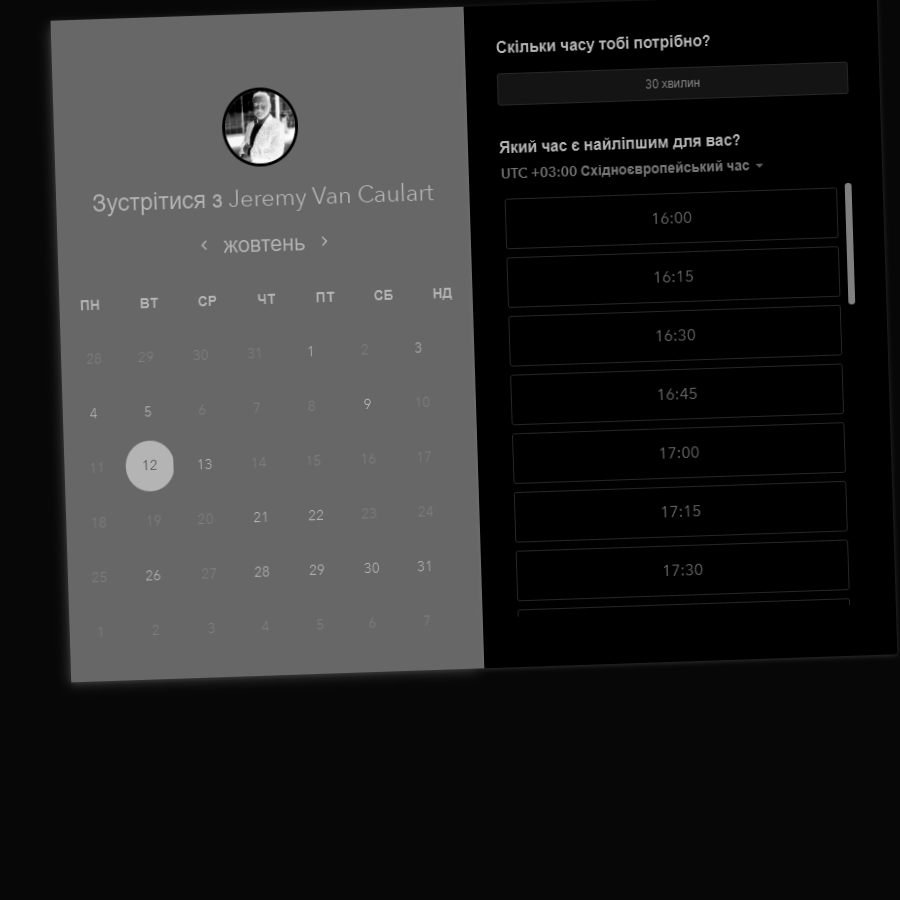 Зустрітися з Jeremy Van Caulart
‹ жовтень ›
ПН ВТ СР ЧТ ПТ СБ НД
28 29 30 31 1 2 3
4 5 6 7 8 9 10
11 12 13 14 15 16 17
18 19 20 21 22 23 24
25 26 27 28 29 30 31
1 2 3 4 5 6 7
Скільки часу тобі потрібно?
30 хвилин
Який час є найліпшим для вас?
UTC +03:00 Східноєвропейський час
16:00
16:15
16:30
16:45
17:00
17:15
17:30